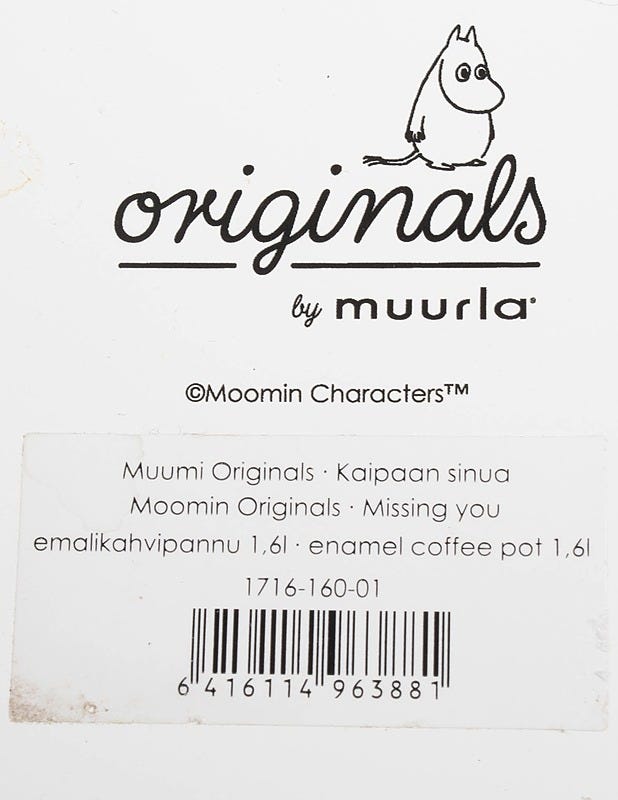 originals
by muurla
©Moomin Characters™
Muumi Originals · Kaipaan sinua
Moomin Originals · Missing you
emalikahvipannu 1,6l · enamel coffee pot 1,6l
1716-160-01
6 416114 963881